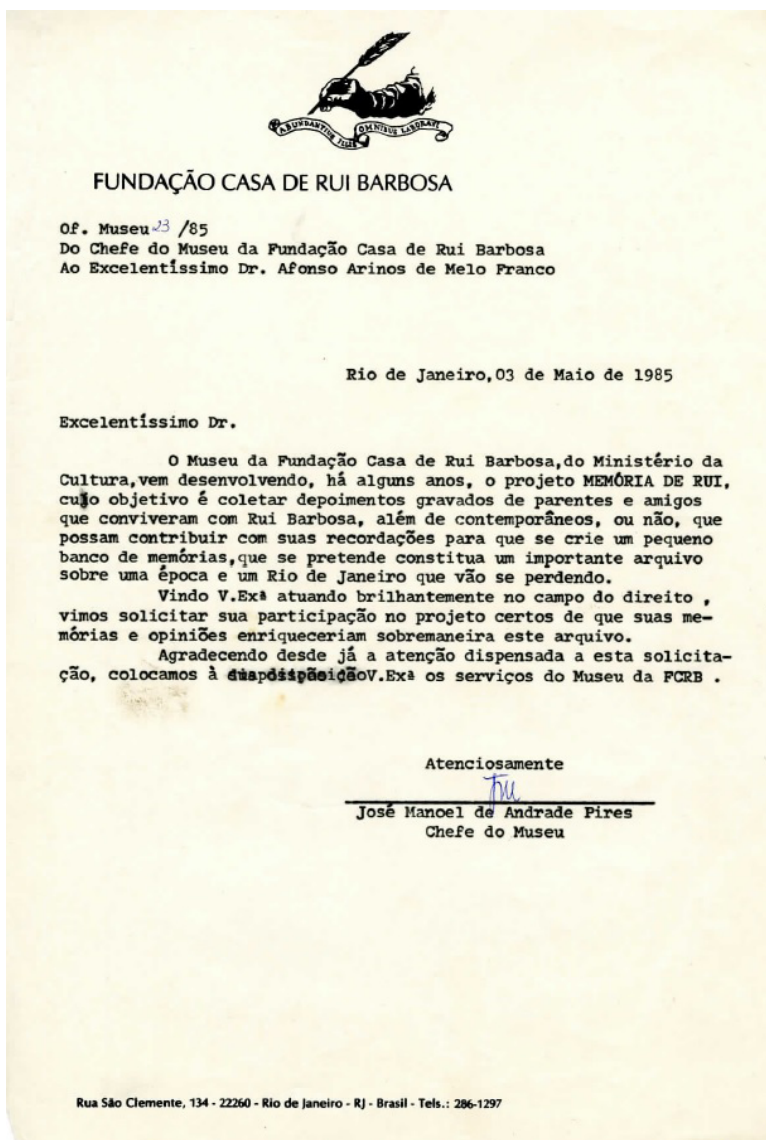 ABUNDANTIUS ILLIS OMNIBUS LABORAVI
FUNDAÇÃO CASA DE RUI BARBOSA
Of. Museu 23 /85
Do Chefe do Museu da Fundação Casa de Rui Barbosa
Ao Excelentíssimo Dr. Afonso Arinos de Melo Franco
Rio de Janeiro,03 de Maio de 1985
Excelentíssimo Dr.
O Museu da Fundação Casa de Rui Barbosa,do Ministério da
Cultura,vem desenvolvendo, há alguns anos, o projeto MEMÓRIA DE RUI,
cujo objetivo é coletar depoimentos gravados de parentes e amigos
que conviveram com Rui Barbosa, além de contemporâneos, ou não, que
possam contribuir com suas recordações para que se crie um pequeno
banco de memórias,que se pretende constitua um importante arquivo
sobre uma época e um Rio de Janeiro que vão se perdendo.
Vindo V.Exª atuando brilhantemente no campo do direito ,
vimos solicitar sua participação no projeto certos de que suas me-
mórias e opiniões enriqueceriam sobremaneira este arquivo.
Agradecendo desde já a atenção dispensada a esta solicita-
ção, colocamos à V.Exª os serviços do Museu da FCRB .
Atenciosamente
José Manoel de Andrade Pires
Chefe do Museu
Rua São Clemente, 134 - 22260 - Rio de Janeiro - RJ - Brasil - Tels.: 286-1297